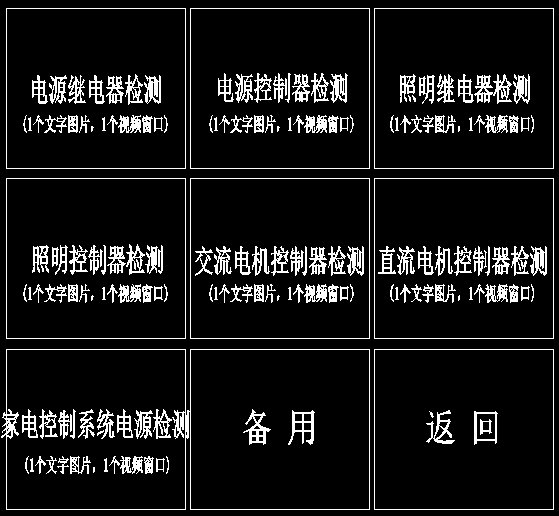 电源继电器检测
(1个文字图片，1个视频窗口)
电源控制器检测
(1个文字图片，1个视频窗口)
照明继电器检测
(1个文字图片，1个视频窗口)
照明控制器检测
(1个文字图片，1个视频窗口)
交流电机控制器检测
(1个文字图片，1个视频窗口)
直流电机控制器检测
(1个文字图片，1个视频窗口)
家电控制系统电源检测
(1个文字图片，1个视频窗口)
备 用
返 回